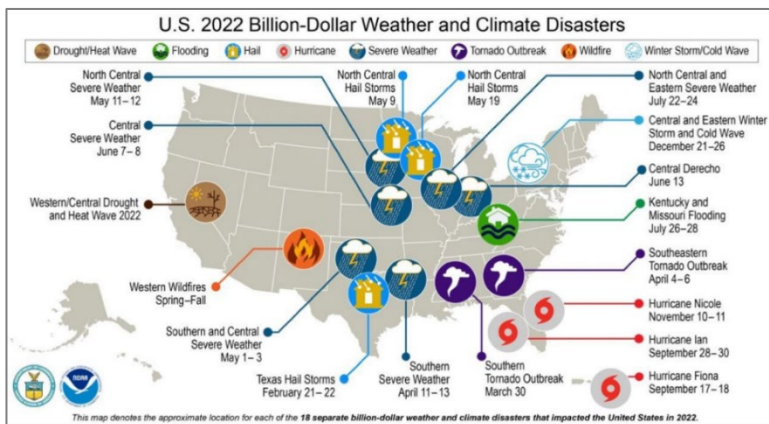 U.S. 2022 Billion-Dollar Weather and Climate Disasters
Drought/Heat Wave
Flooding
Hail
Hurricane
Severe Weather
Tornado Outbreak
Wildfire
Winter Storm/Cold Wave
North Central
Severe Weather
May 11–12
North Central
Hail Storms
May 9
North Central
Hail Storms
May 19
North Central and
Eastern Severe Weather
July 22–24
Central
Severe Weather
June 7–8
Central and Eastern Winter
Storm and Cold Wave
December 21–26
Western/Central Drought
and Heat Wave 2022
Central Derecho
June 13
Kentucky and
Missouri Flooding
July 26–28
Western Wildfires
Spring–Fall
Southeastern
Tornado Outbreak
April 4–6
Southern and Central
Severe Weather
May 1–3
Hurricane Nicole
November 10–11
Hurricane Ian
September 28–30
Texas Hail Storms
February 21–22
Southern
Severe Weather
April 11–13
Southern
Tornado Outbreak
March 30
Hurricane Fiona
September 17–18
NOAA
This map denotes the approximate location for each of the 18 separate billion-dollar weather and climate disasters that impacted the United States in 2022.